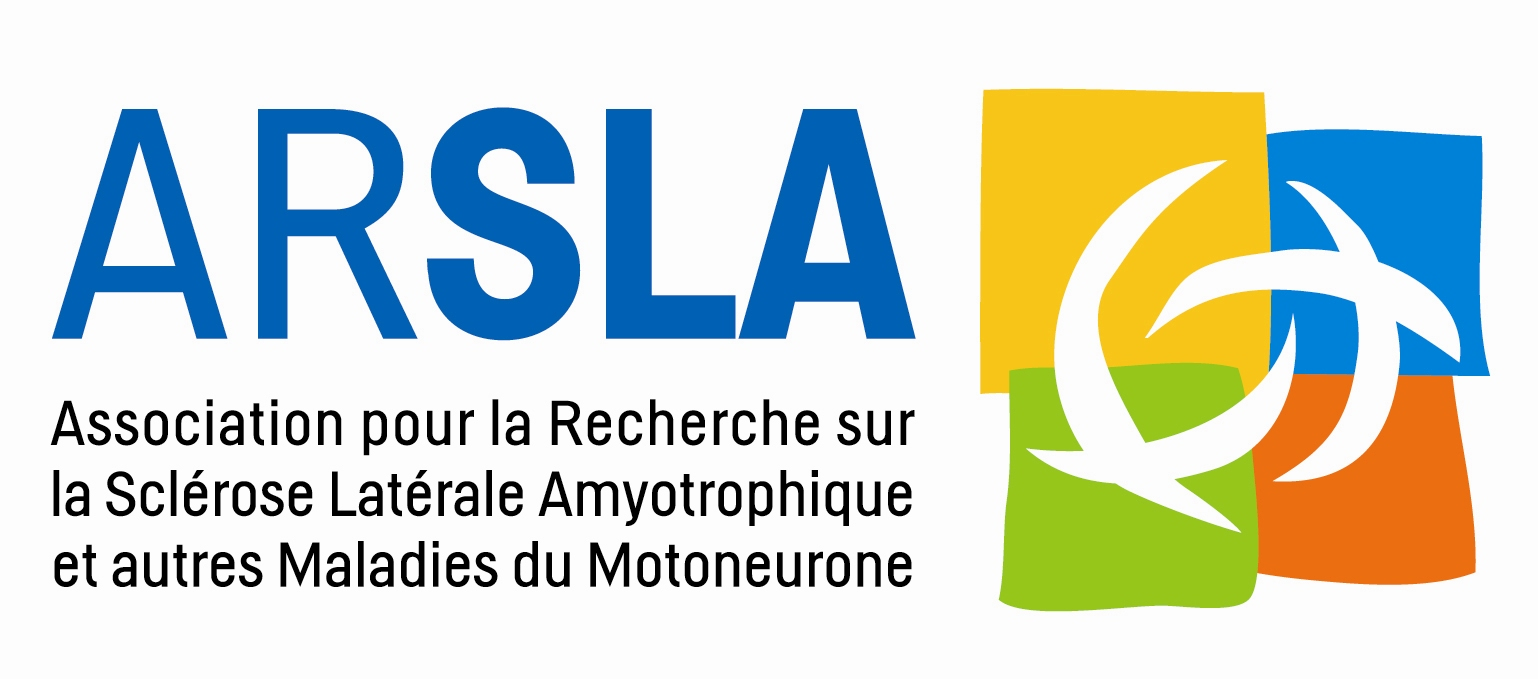 ARSLA
Association pour la Recherche sur
la Sclérose Latérale Amyotrophique
et autres Maladies du Motoneurone